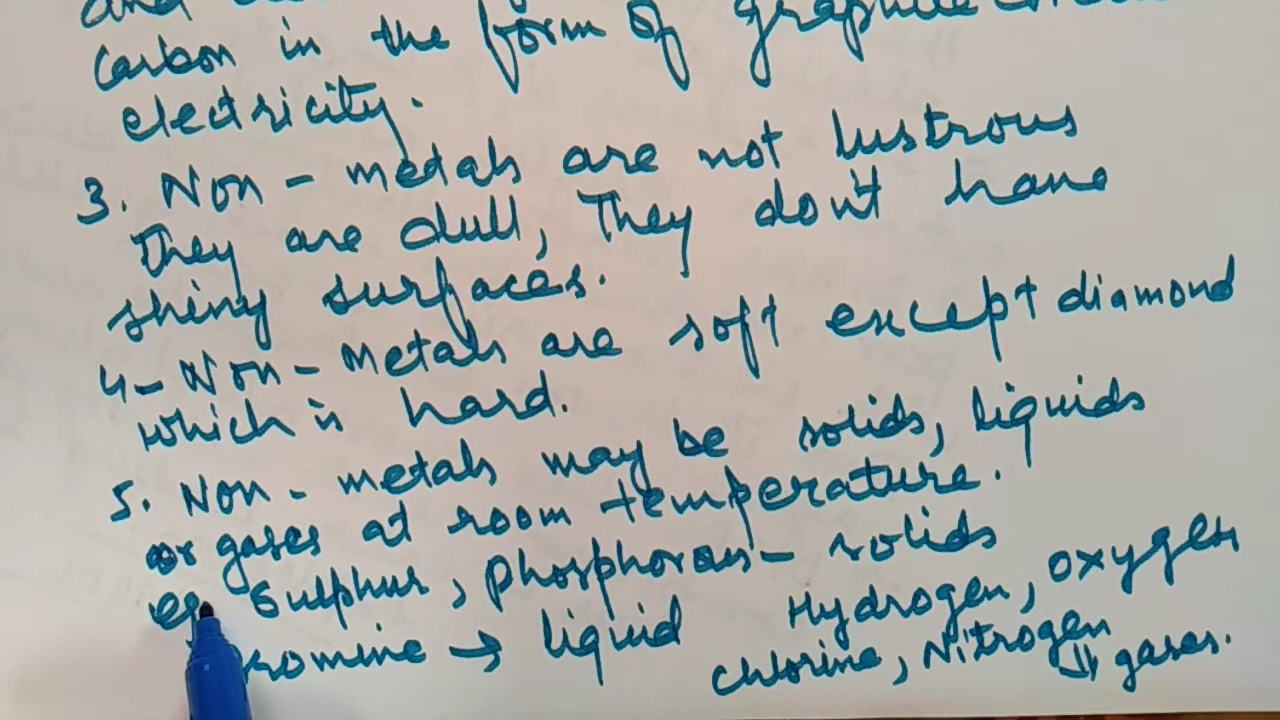 carbon in the form of graphite
electricity.
3. Non - metals are not lustrous
They are dull, They don't have
shiny surfaces.
4- Non - Metals are soft except diamond
which is hard.
5. Non - metals may be solids, liquids
or gases at room temperature.
eg Sulphur, phosphorous - solids
romine → liquid Hydrogen, oxygen
chlorine, Nitrogen
⇓ gases.